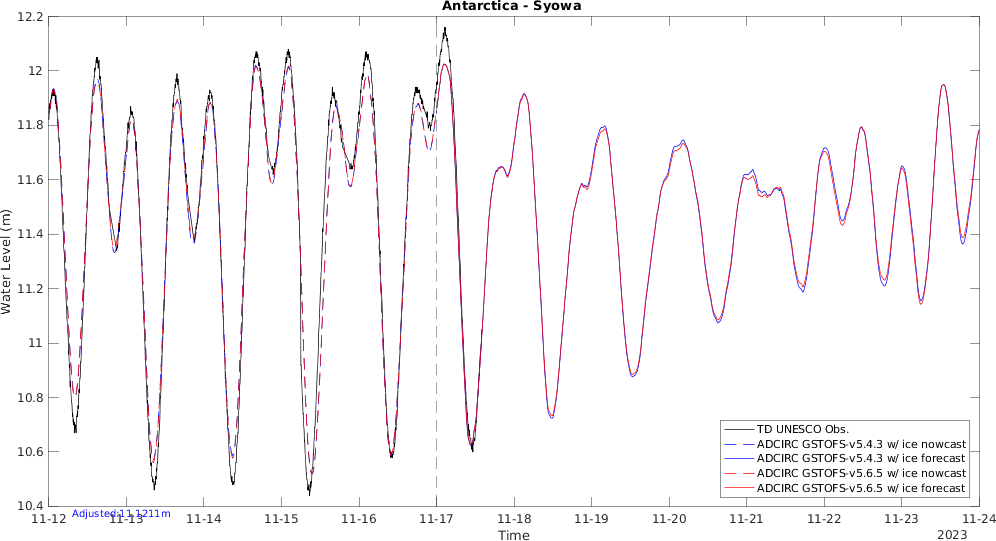 Antarctica - Syowa
12.2
12
11.8
11.6
11.4
11.2
11
10.8
10.6
10.4
Water Level (m)
TD UNESCO Obs.
ADCIRC GSTOFS-v5.4.3 w/ ice nowcast
ADCIRC GSTOFS-v5.4.3 w/ ice forecast
ADCIRC GSTOFS-v5.6.5 w/ ice nowcast
ADCIRC GSTOFS-v5.6.5 w/ ice forecast
Adjusted:11.1211m
11-12 11-13 11-14 11-15 11-16 11-17 11-18 11-19 11-20 11-21 11-22 11-23 11-24
Time
2023